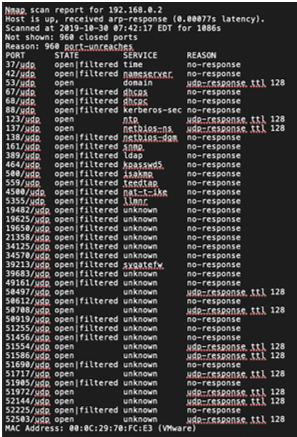 Nmap scan report for 192.168.0.2
Host is up, received arp-response (0.00077s latency).
Scanned at 2019-10-30 07:42:17 EDT for 1086s
Not shown: 960 closed ports
Reason: 960 port-unreaches
PORT STATE SERVICE REASON
37/udp open|filtered time no-response
42/udp open|filtered nameserver no-response
53/udp open domain udp-response ttl 128
67/udp open|filtered dhcps no-response
68/udp open|filtered dhcpc no-response
88/udp open|filtered kerberos-sec no-response
123/udp open ntp udp-response ttl 128
137/udp open netbios-ns udp-response ttl 128
138/udp open|filtered netbios-dgm no-response
161/udp open|filtered snmp no-response
389/udp open|filtered ldap no-response
464/udp open|filtered kpasswd5 no-response
500/udp open|filtered isakmp no-response
559/udp open|filtered teedtap no-response
4500/udp open|filtered nat-t-ike no-response
5355/udp open|filtered llmnr no-response
19482/udp open|filtered unknown no-response
19625/udp open|filtered unknown no-response
19650/udp open|filtered unknown no-response
21358/udp open|filtered unknown no-response
34125/udp open|filtered unknown no-response
34570/udp open|filtered unknown no-response
39213/udp open|filtered sygatefw no-response
39683/udp open|filtered unknown no-response
49161/udp open|filtered unknown no-response
50497/udp open unknown udp-response ttl 128
50612/udp open|filtered unknown no-response
50708/udp open unknown udp-response ttl 128
50919/udp open|filtered unknown no-response
51255/udp open|filtered unknown no-response
51456/udp open|filtered unknown no-response
51554/udp open unknown udp-response ttl 128
51586/udp open unknown udp-response ttl 128
51690/udp open|filtered unknown no-response
51717/udp open unknown udp-response ttl 128
51905/udp open|filtered unknown no-response
51972/udp open unknown udp-response ttl 128
52144/udp open unknown udp-response ttl 128
52225/udp open|filtered unknown no-response
52503/udp open unknown udp-response ttl 128
MAC Address: 00:0C:29:70:FC:E3 (VMware)